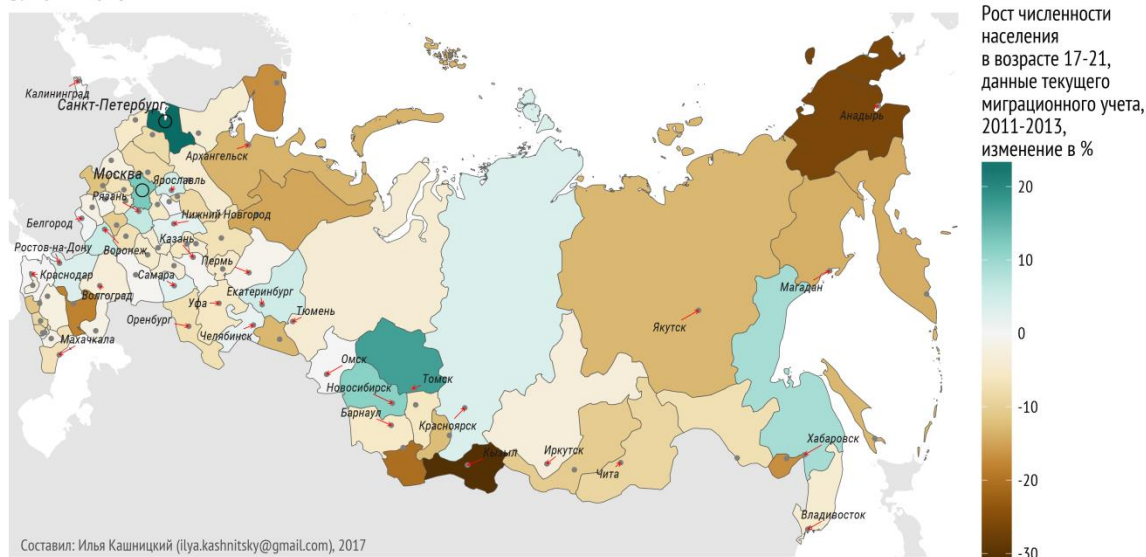 Рост численности
населения
в возрасте 17-21,
данные текущего
миграционного учета,
2011-2013,
изменение в %
20
10
0
-10
-20
-30
Калининград
Санкт-Петербург
Архангельск
Анадырь
Москва
Ярославль
Рязань
Нижний Новгород
Белгород
Ростов-на-Дону
Воронеж
Казань
Краснодар
Самара
Пермь
Волгоград
Уфа
Екатеринбург
Тюмень
Оренбург
Челябинск
Махачкала
Магадан
Якутск
Омск
Новосибирск
Томск
Барнаул
Красноярск
Кызыл
Иркутск
Чита
Хабаровск
Владивосток
Составил: Илья Кашницкий (ilya.kashnitsky@gmail.com), 2017